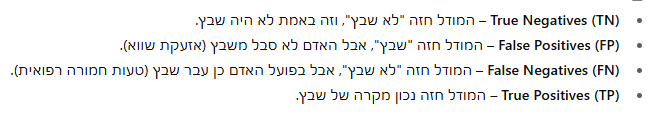 True Negatives (TN) – המודל חזה "לא שבץ", וזה באמת לא היה שבץ.
False Positives (FP) – המודל חזה "שבץ", אבל האדם לא סבל משבץ (אזעקת שווא).
False Negatives (FN) – המודל חזה "לא שבץ", אבל בפועל האדם כן עבר שבץ (טעות חמורה רפואית).
True Positives (TP) – המודל חזה נכון מקרה של שבץ.